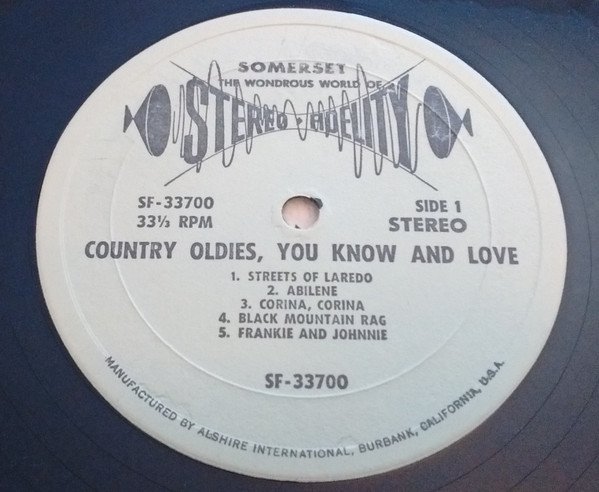 SOMERSET
THE WONDROUS WORLD OF
STEREO - FIDELITY
SF-33700
SIDE 1
33⅓ RPM
STEREO
COUNTRY OLDIES, YOU KNOW AND LOVE
1. STREETS OF LAREDO
2. ABILENE
3. CORINA, CORINA
4. BLACK MOUNTAIN RAG
5. FRANKIE AND JOHNNIE
SF-33700
MANUFACTURED BY ALSHIRE INTERNATIONAL, BURBANK, CALIFORNIA, U.S.A.